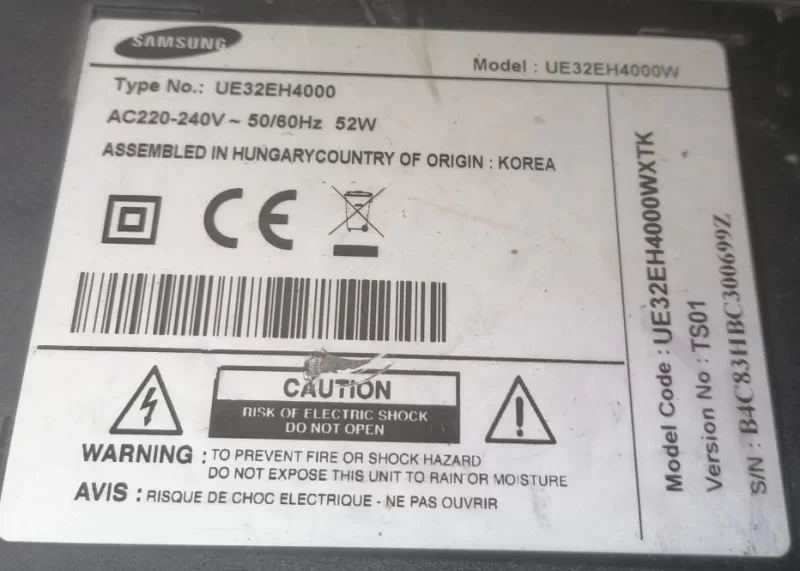 SAMSUNG
Model : UE32EH4000W
Type No.: UE32EH4000
AC220-240V ~ 50/60Hz 52W
ASSEMBLED IN HUNGARYCOUNTRY OF ORIGIN : KOREA
CE
CAUTION
RISK OF ELECTRIC SHOCK
DO NOT OPEN
WARNING : TO PREVENT FIRE OR SHOCK HAZARD
DO NOT EXPOSE THIS UNIT TO RAIN OR MOISTURE
AVIS : RISQUE DE CHOC ELECTRIQUE - NE PAS OUVRIR
Model Code : UE32EH4000WXTK
Version No : TS01
S/N : B4C83HBC300699Z